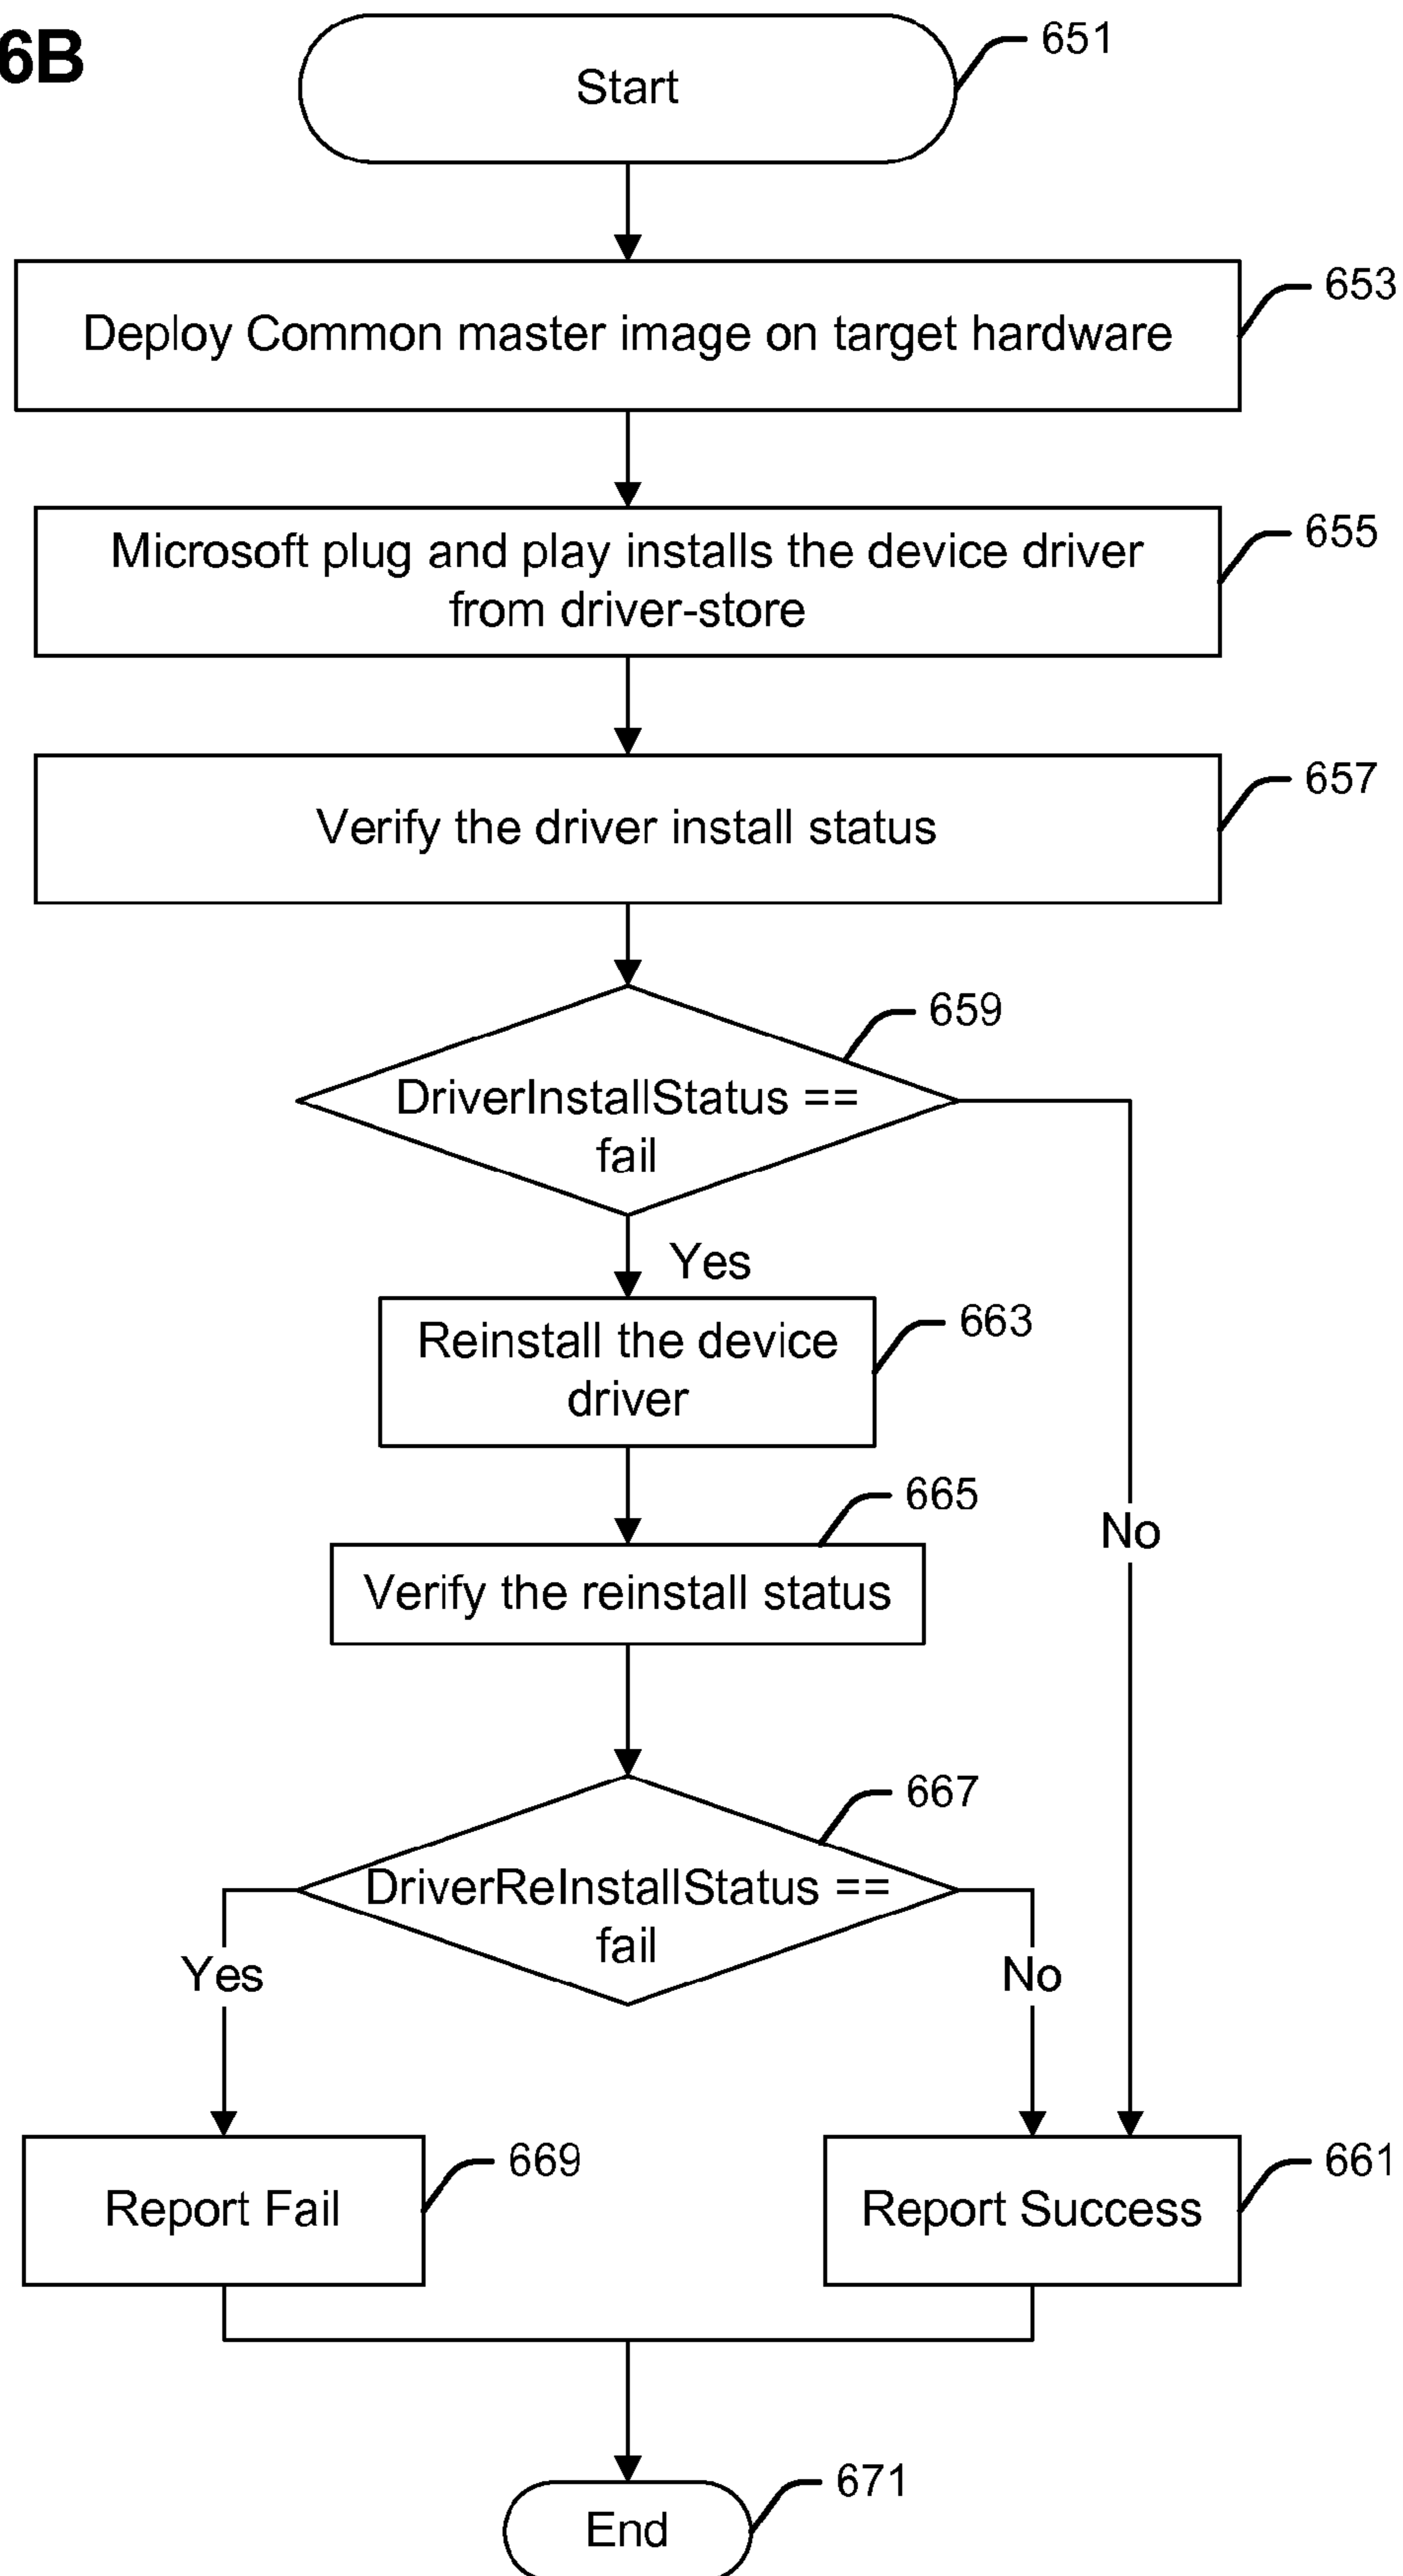 6B
Start
651
Deploy Common master image on target hardware
653
Microsoft plug and play installs the device driver
from driver-store
655
Verify the driver install status
657
659
DriverInstallStatus ==
fail
Yes
Reinstall the device
driver
663
665
No
Verify the reinstall status
667
DriverReInstallStatus ==
fail
Yes
No
Report Fail
669
Report Success
661
671
End